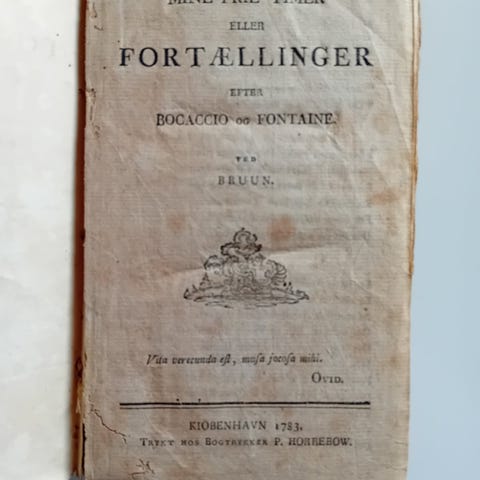 MINE FRIE TIMER
ELLER
FORTÆLLINGER
EFTER
BOCACCIO OG FONTAINE.
VED
BRUUN.
Vita verecunda est, musa jocosa mihi.
OVID.
KIØBENHAVN 1783.
TRYKT HOS BOGTRYKKER P. HORREBOW.